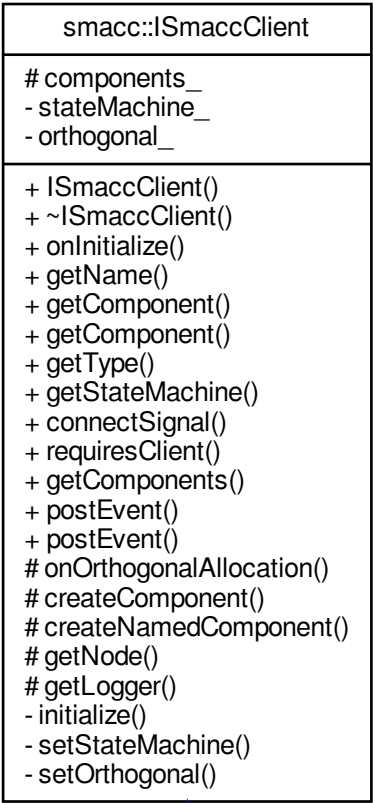 smacc::ISmaccClient
# components_
- stateMachine_
- orthogonal_
+ ISmaccClient()
+ ~ISmaccClient()
+ onInitialize()
+ getName()
+ getComponent()
+ getComponent()
+ getType()
+ getStateMachine()
+ connectSignal()
+ requiresClient()
+ getComponents()
+ postEvent()
+ postEvent()
# onOrthogonalAllocation()
# createComponent()
# createNamedComponent()
# getNode()
# getLogger()
- initialize()
- setStateMachine()
- setOrthogonal()